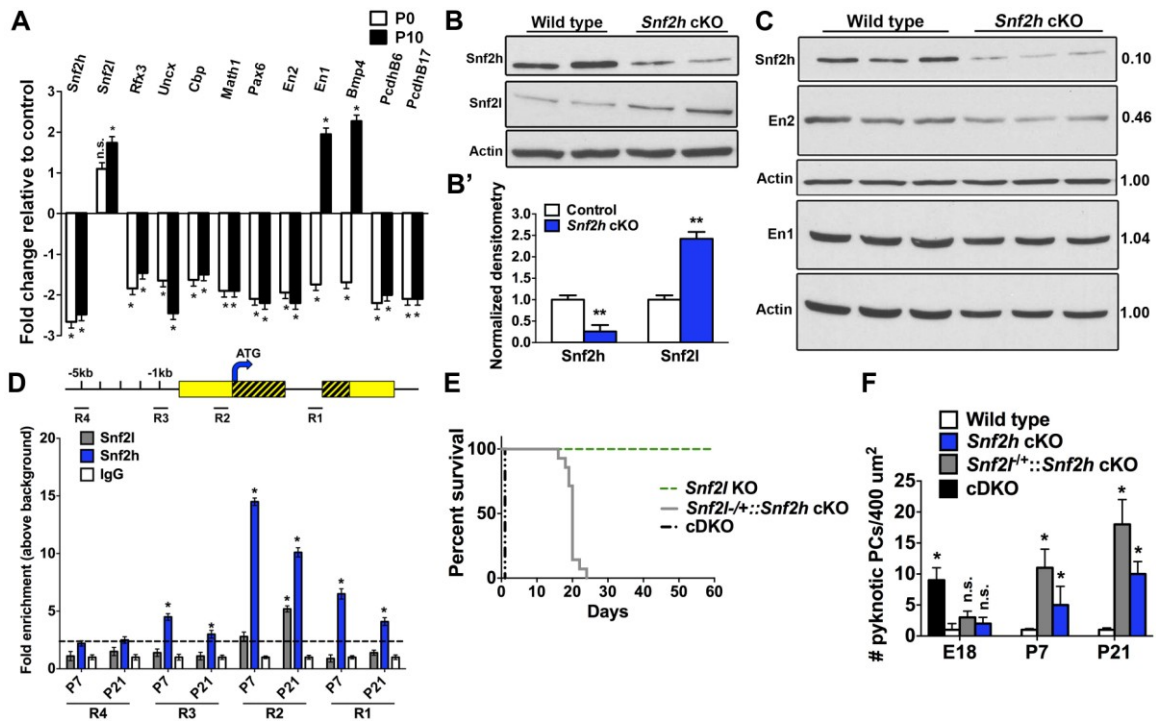 A
P0
P10
Snf2h
Snf2l
Rfx3
Uncx
Cbp
Math1
Pax6
En2
En1
Bmp4
PcdhB6
PcdhB17
Fold change relative to control
2
1
0
-1
-2
-3
n.s.
* * * * * * * * * * * * * * * * * * * * * * *
B
Wild type Snf2h cKO
Snf2h
Snf2l
Actin
B'
Control
Snf2h cKO
Normalized densitometry
3.0
2.5
2.0
1.5
1.0
0.5
0.0
** **
Snf2h Snf2l
C
Wild type Snf2h cKO
Snf2h 0.10
En2 0.46
Actin 1.00
En1 1.04
Actin 1.00
D
-5kb -1kb ATG
R4 R3 R2 R1
Snf2l
Snf2h
IgG
Fold enrichment (above background)
20
15
10
5
0
* * * * * * *
P7 P21 P7 P21 P7 P21 P7 P21
R4 R3 R2 R1
E
Percent survival
100
50
0
Snf2l KO
Snf2l-/+::Snf2h cKO
cDKO
0 10 20 30 40 50 60
Days
F
Wild type
Snf2h cKO
Snf2l-/+::Snf2h cKO
cDKO
# pyknotic PCs/400 um²
25
20
15
10
5
0
* n.s. n.s. * * * *
E18 P7 P21